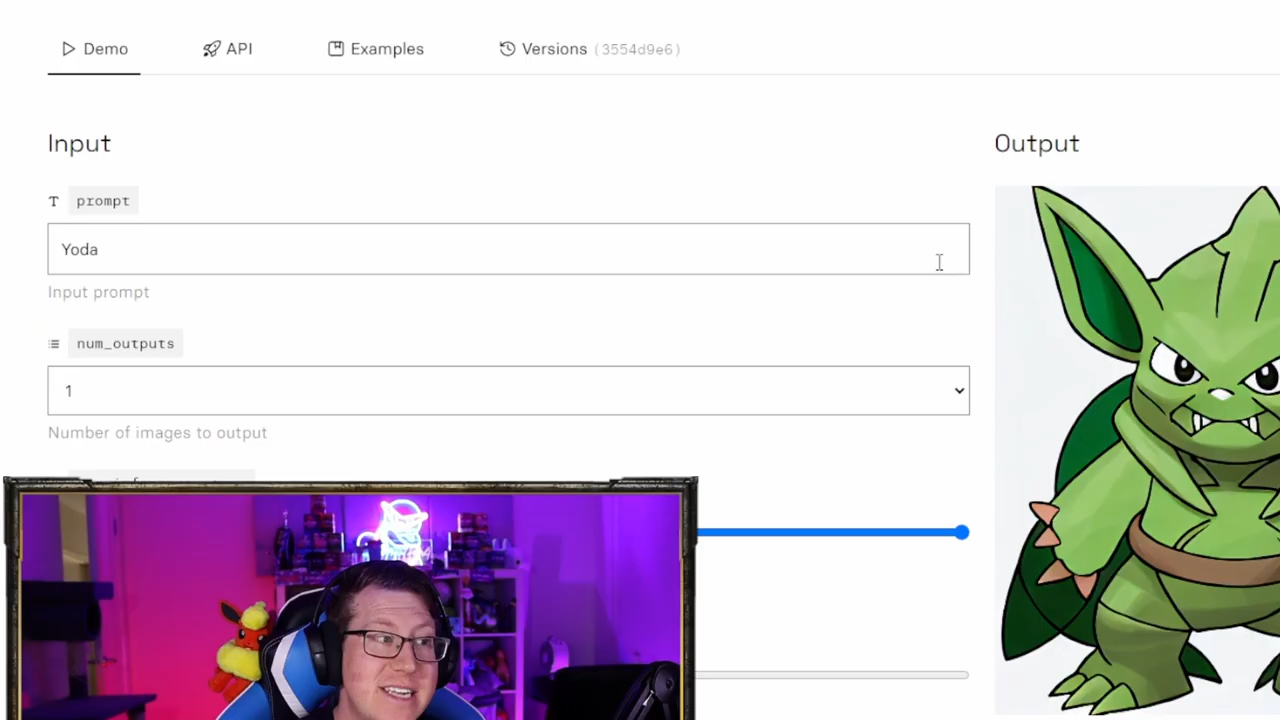 Demo API Examples Versions (3554d9e6)
Input
Output
T prompt
Yoda
Input prompt
num_outputs
1
Number of images to output